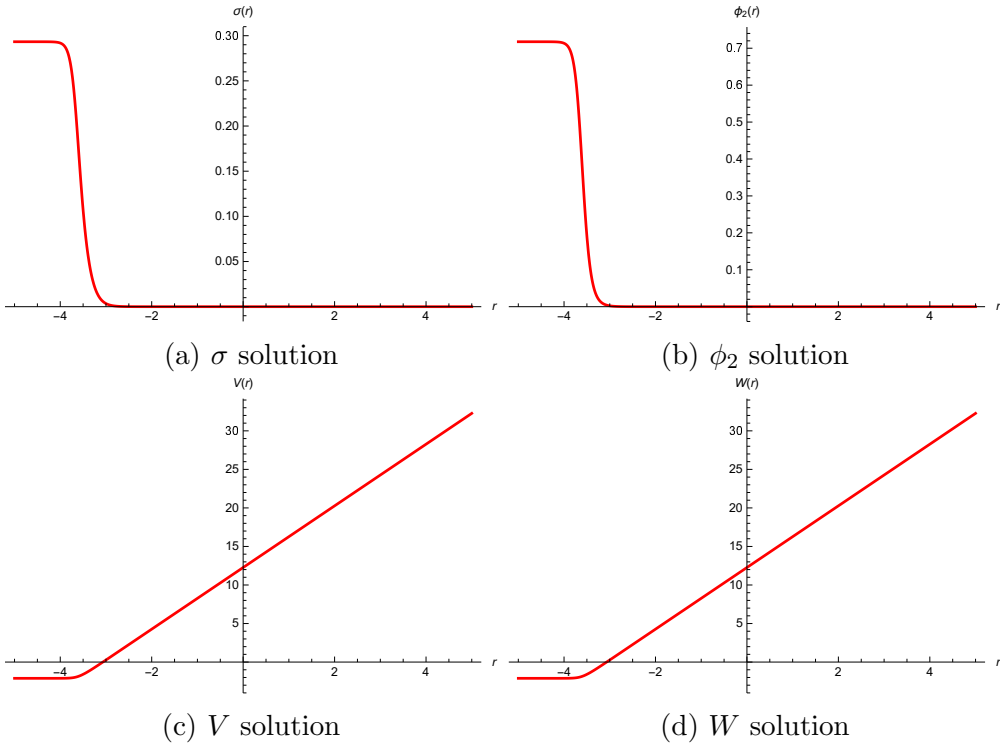 σ(r)
0.30
0.25
0.20
0.15
0.10
0.05
−4 −2 2 4 r
(a) σ solution
ϕ₂(r)
0.7
0.6
0.5
0.4
0.3
0.2
0.1
−4 −2 2 4 r
(b) ϕ₂ solution
V(r)
30
25
20
15
10
5
−4 −2 2 4 r
(c) V solution
W(r)
30
25
20
15
10
5
−4 −2 2 4 r
(d) W solution